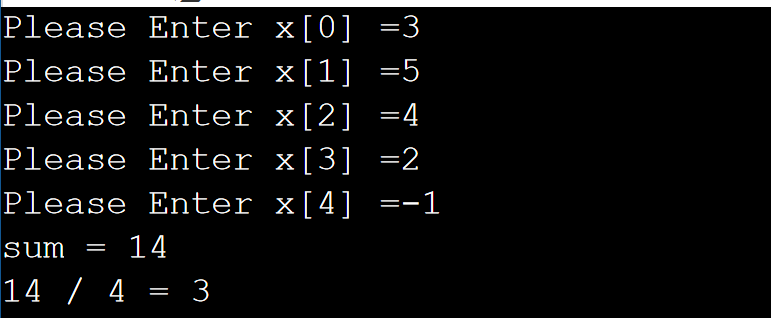 Please Enter x[0] =3
Please Enter x[1] =5
Please Enter x[2] =4
Please Enter x[3] =2
Please Enter x[4] =-1
sum = 14
14 / 4 = 3